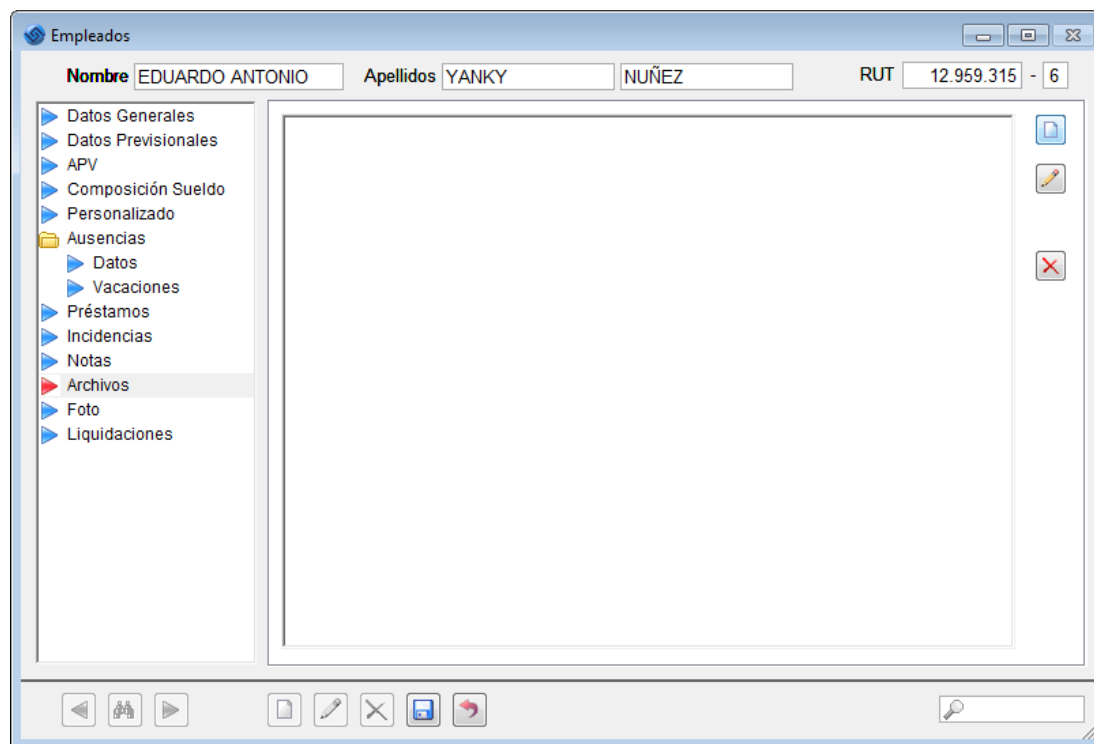 Empleados
Nombre EDUARDO ANTONIO Apellidos YANKY NUÑEZ RUT 12.959.315 - 6
Datos Generales
Datos Previsionales
APV
Composición Sueldo
Personalizado
Ausencias
Datos
Vacaciones
Préstamos
Incidencias
Notas
Archivos
Foto
Liquidaciones